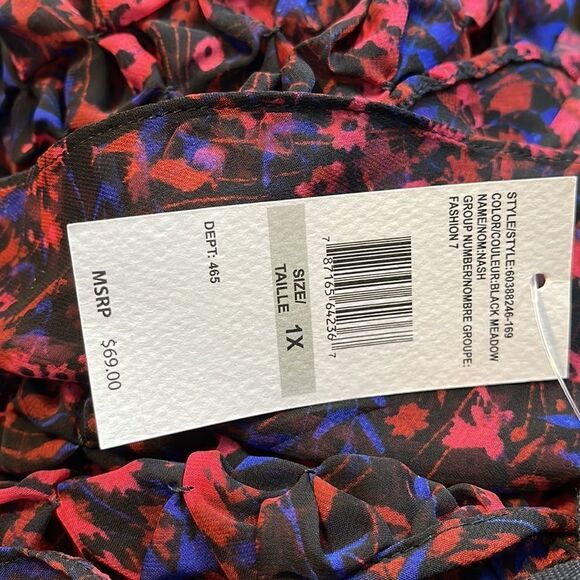 STYLE/STYLE:60388246-169
COLOR/COULEUR:BLACK MEADOW
NAME/NOM:NASH
GROUP NUMBER/NOMBRE GROUPE:
FASHION 7
7 87165 64236 7
SIZE/
TAILLE
1X
DEPT: 465
MSRP $69.00